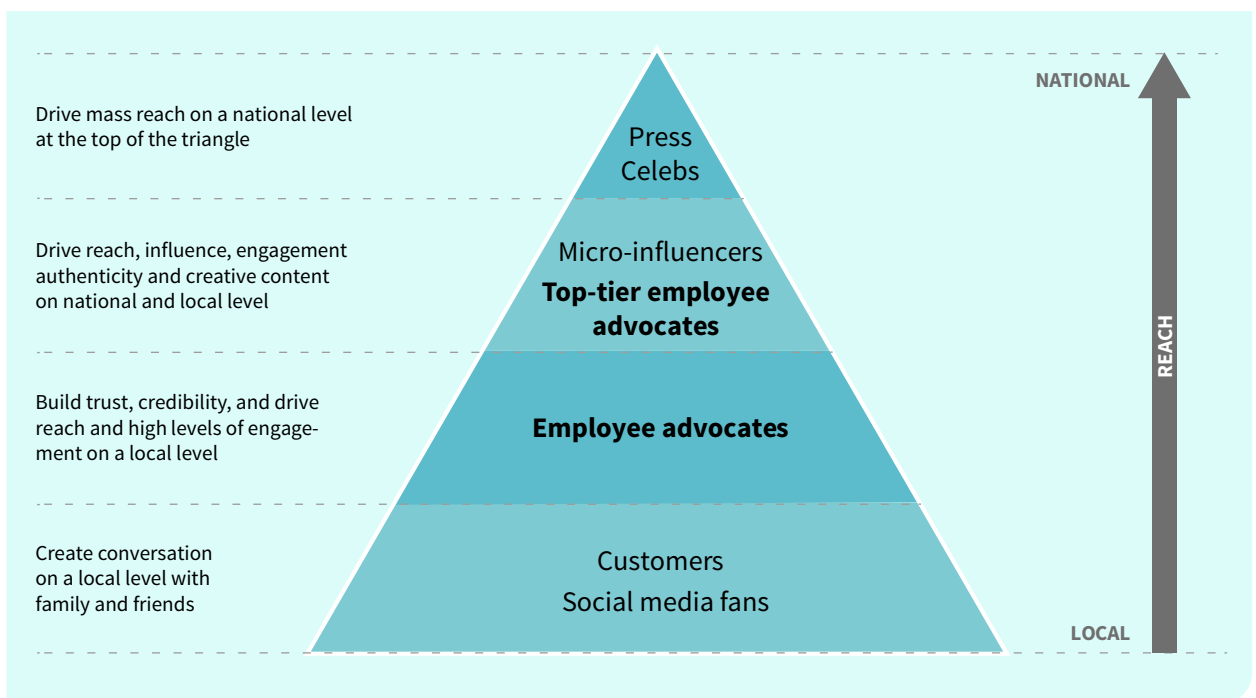 NATIONAL
Drive mass reach on a national level
at the top of the triangle
Press
Celebs
Drive reach, influence, engagement
authenticity and creative content
on national and local level
Micro-influencers
Top-tier employee
advocates
REACH
Build trust, credibility, and drive
reach and high levels of engage-
ment on a local level
Employee advocates
Create conversation
on a local level with
family and friends
Customers
Social media fans
LOCAL